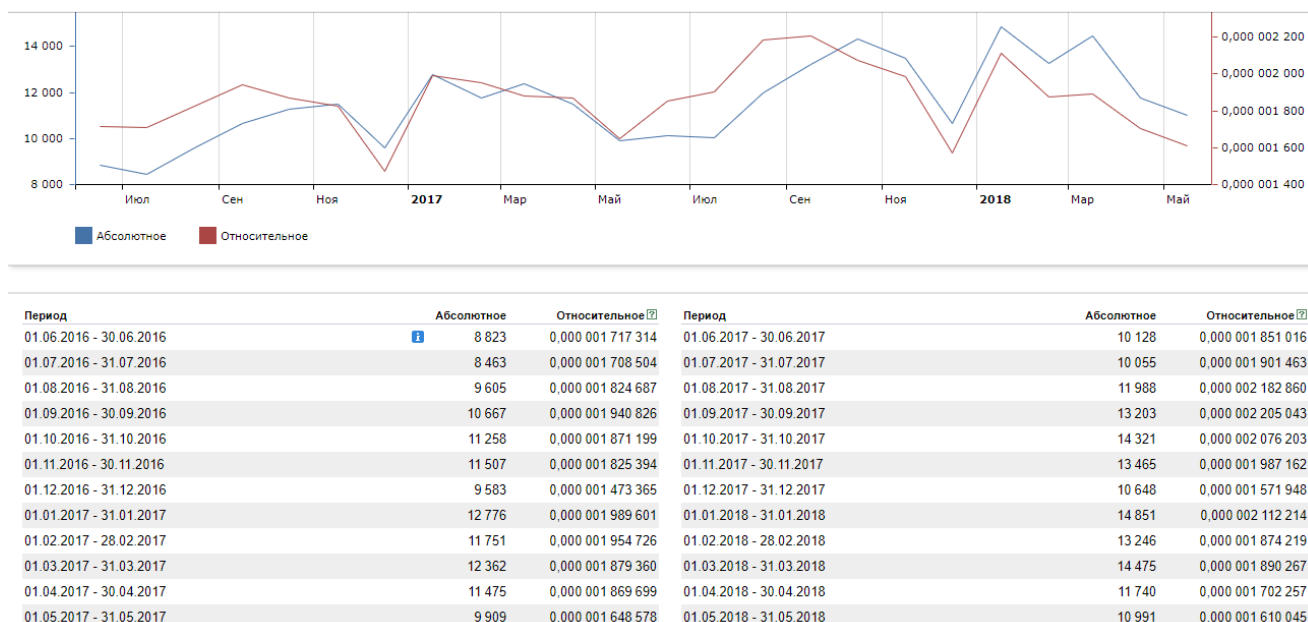 14 000
12 000
10 000
8 000
0,000 002 200
0,000 002 000
0,000 001 800
0,000 001 600
0,000 001 400
Июл Сен Ноя 2017 Мар Май Июл Сен Ноя 2018 Мар Май
Абсолютное Относительное
Период Абсолютное Относительное ? Период Абсолютное Относительное ?
01.06.2016 - 30.06.2016 i 8 823 0,000 001 717 314 01.06.2017 - 30.06.2017 10 128 0,000 001 851 016
01.07.2016 - 31.07.2016 8 463 0,000 001 708 504 01.07.2017 - 31.07.2017 10 055 0,000 001 901 463
01.08.2016 - 31.08.2016 9 605 0,000 001 824 687 01.08.2017 - 31.08.2017 11 988 0,000 002 182 860
01.09.2016 - 30.09.2016 10 667 0,000 001 940 826 01.09.2017 - 30.09.2017 13 203 0,000 002 205 043
01.10.2016 - 31.10.2016 11 258 0,000 001 871 199 01.10.2017 - 31.10.2017 14 321 0,000 002 076 203
01.11.2016 - 30.11.2016 11 507 0,000 001 825 394 01.11.2017 - 30.11.2017 13 465 0,000 001 987 162
01.12.2016 - 31.12.2016 9 583 0,000 001 473 365 01.12.2017 - 31.12.2017 10 648 0,000 001 571 948
01.01.2017 - 31.01.2017 12 776 0,000 001 989 601 01.01.2018 - 31.01.2018 14 851 0,000 002 112 214
01.02.2017 - 28.02.2017 11 751 0,000 001 954 726 01.02.2018 - 28.02.2018 13 246 0,000 001 874 219
01.03.2017 - 31.03.2017 12 362 0,000 001 879 360 01.03.2018 - 31.03.2018 14 475 0,000 001 890 267
01.04.2017 - 30.04.2017 11 475 0,000 001 869 699 01.04.2018 - 30.04.2018 11 740 0,000 001 702 257
01.05.2017 - 31.05.2017 9 909 0,000 001 648 578 01.05.2018 - 31.05.2018 10 991 0,000 001 610 045